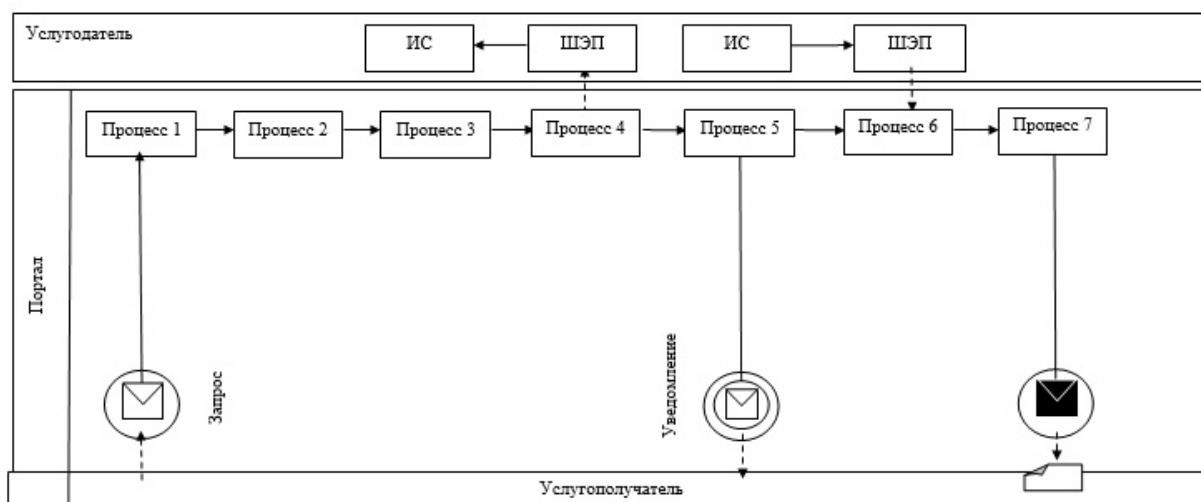 Услугодатель
ИС
ШЭП
ИС
ШЭП
Портал
Процесс 1
Процесс 2
Процесс 3
Процесс 4
Процесс 5
Процесс 6
Процесс 7
Запрос
Уведомление
Услугополучатель